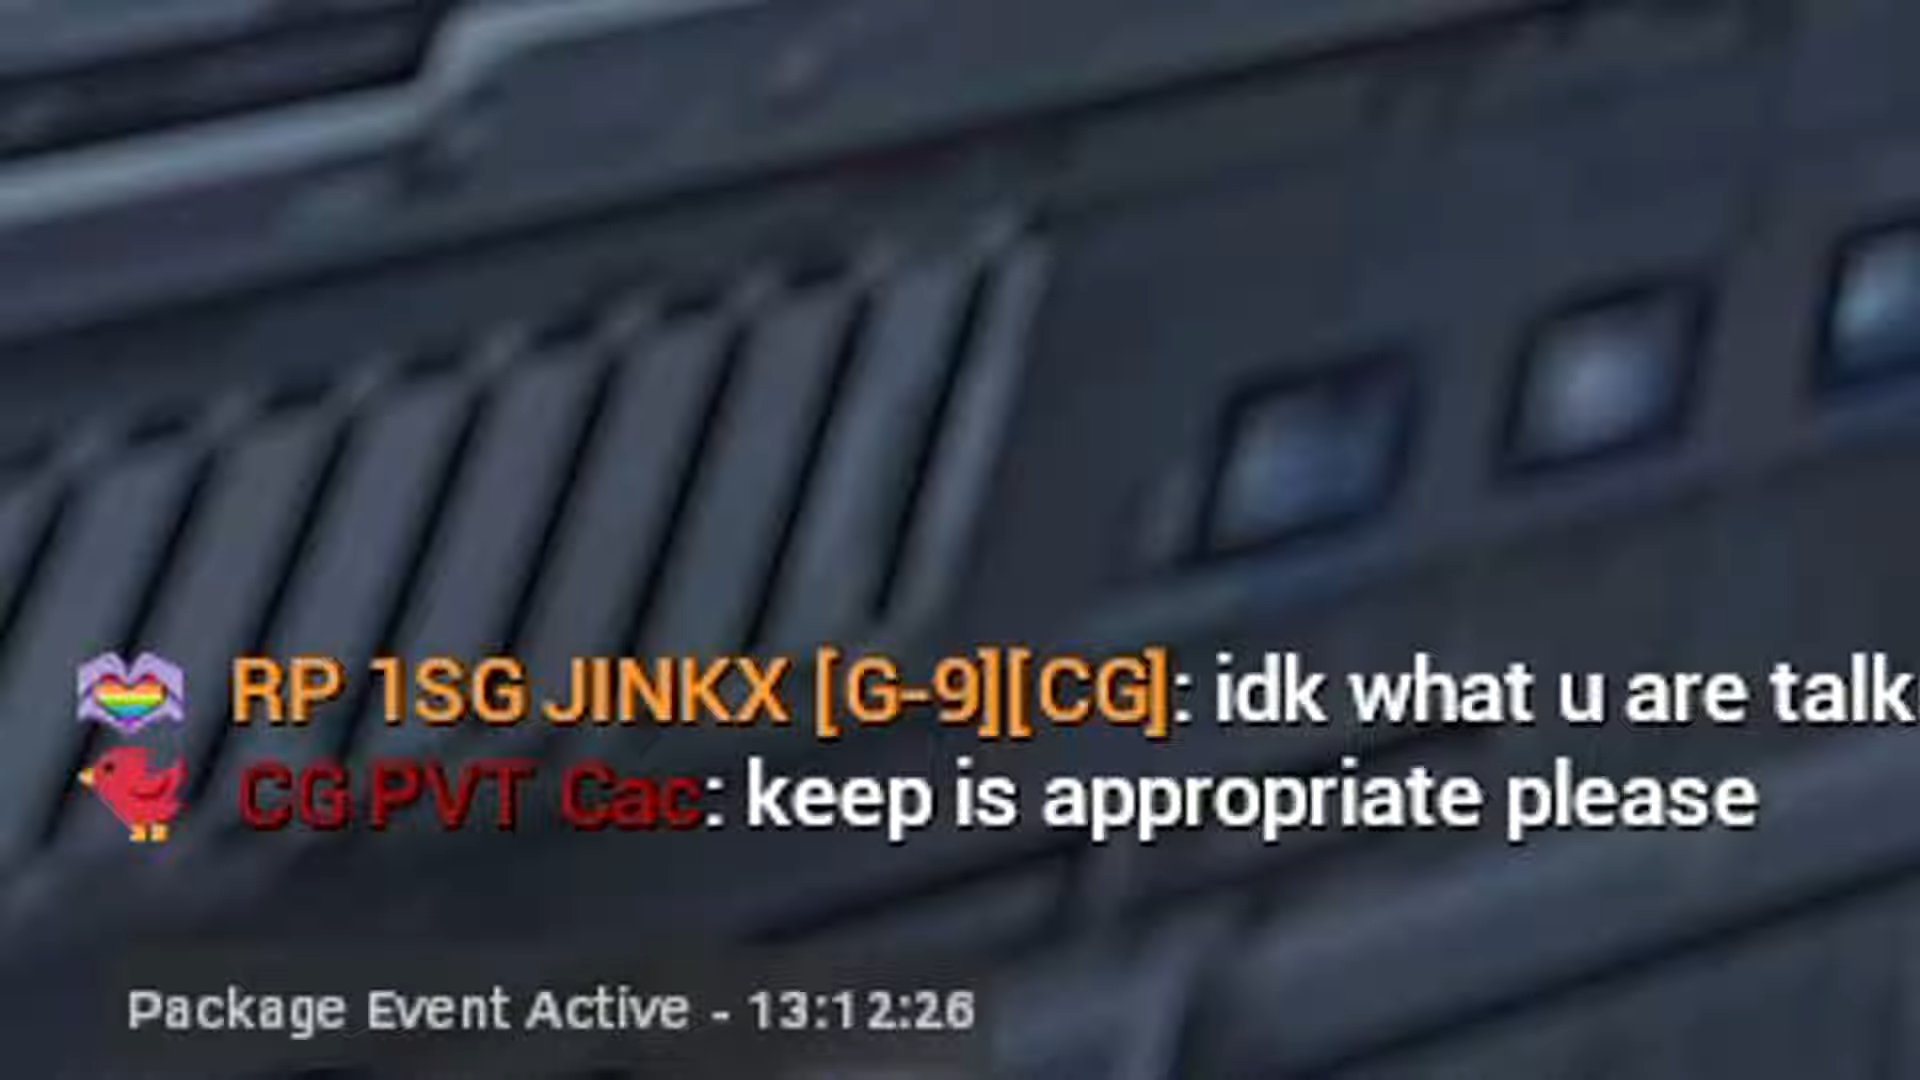 RP 1SG JINKX [G-9][CG]: idk what u are talk
CG PVT Cac: keep is appropriate please
Package Event Active - 13:12:26